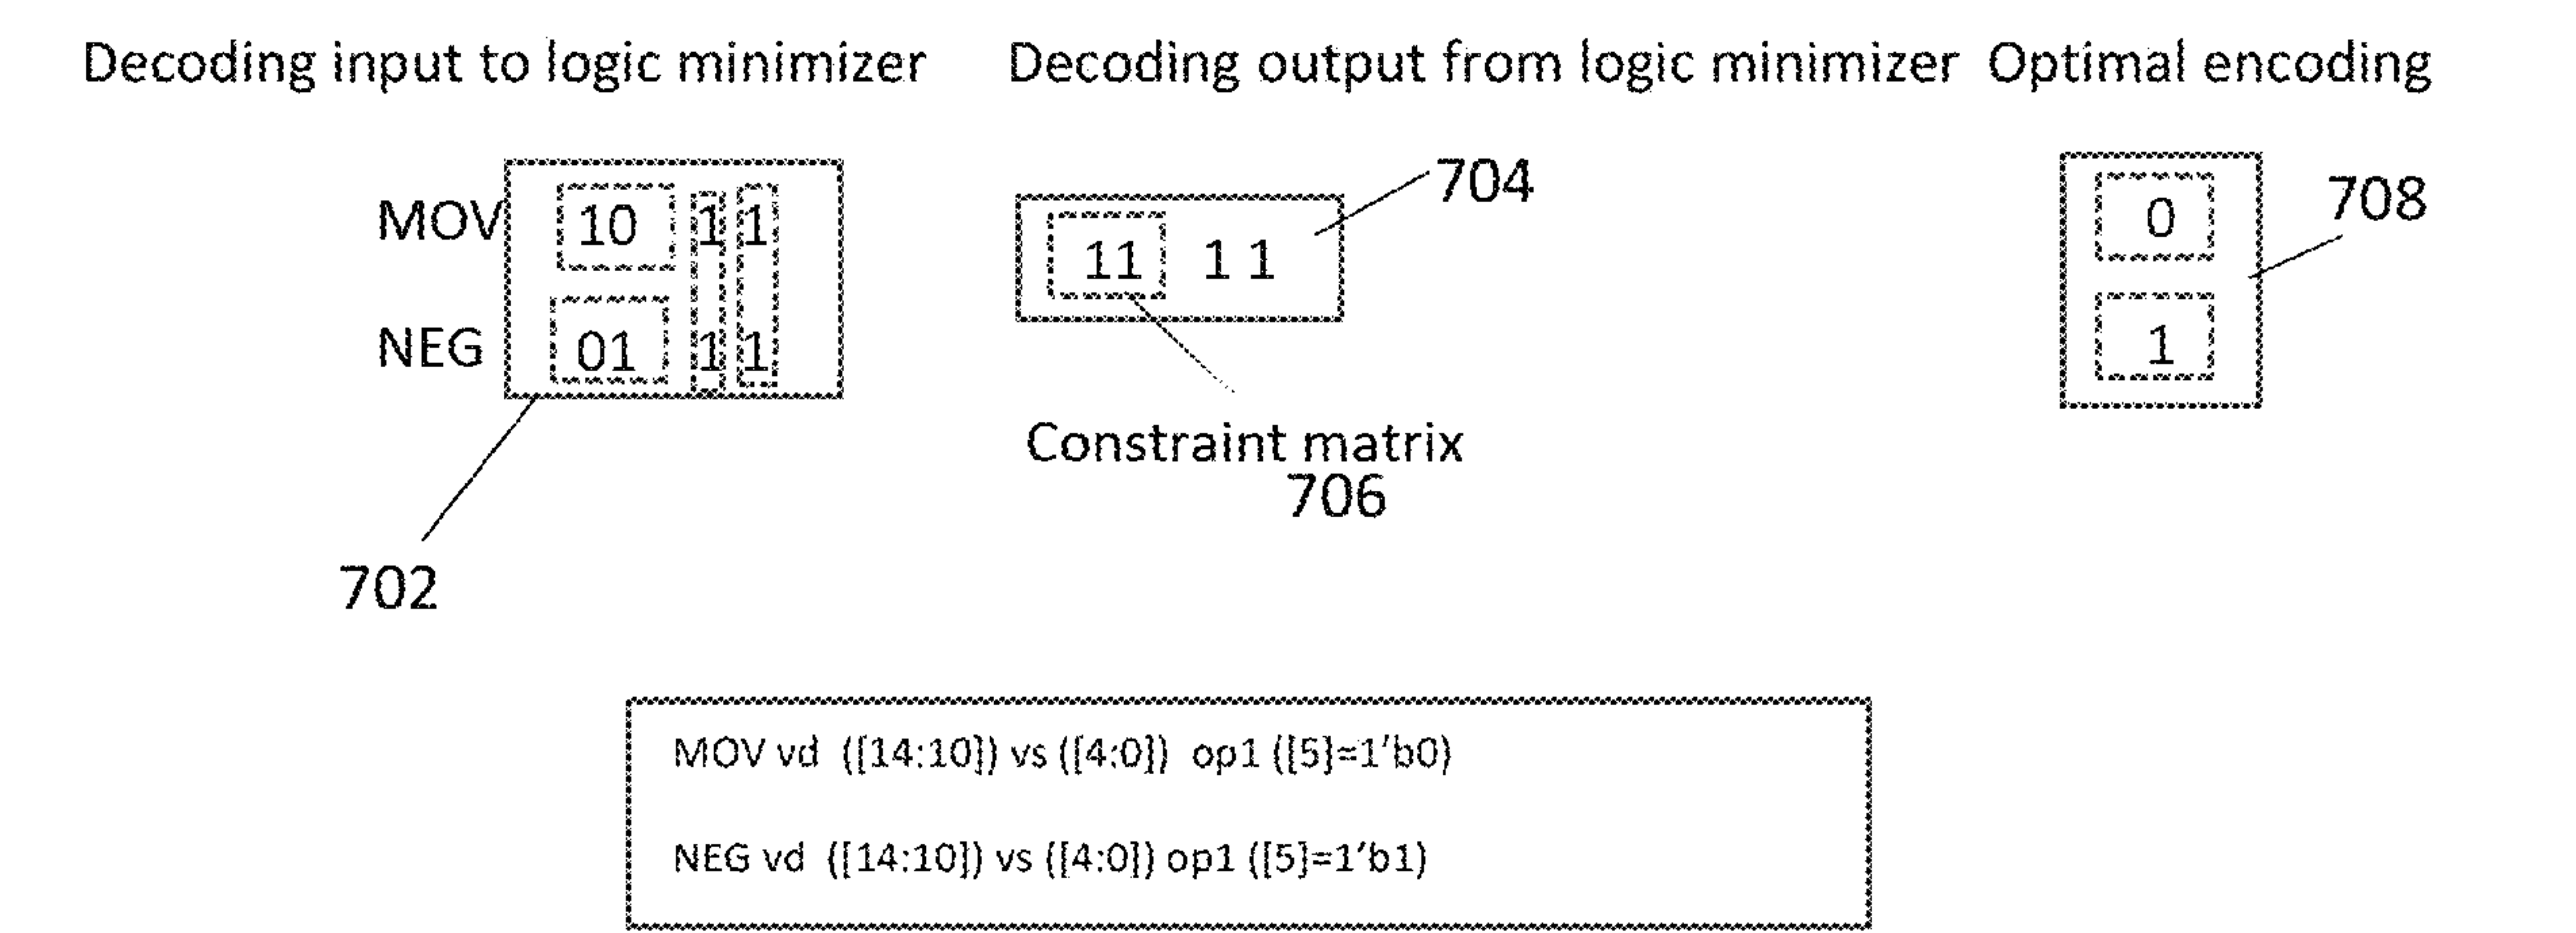 Decoding input to logic minimizer Decoding output from logic minimizer Optimal encoding
MOV 10 1 1
NEG 01 1 1
702
11 1 1
704
Constraint matrix
706
0
1
708
MOV vd ([14:10]) vs ([4:0]) op1 ([5]=1'b0)
NEG vd ([14:10]) vs ([4:0]) op1 ([5]=1'b1)